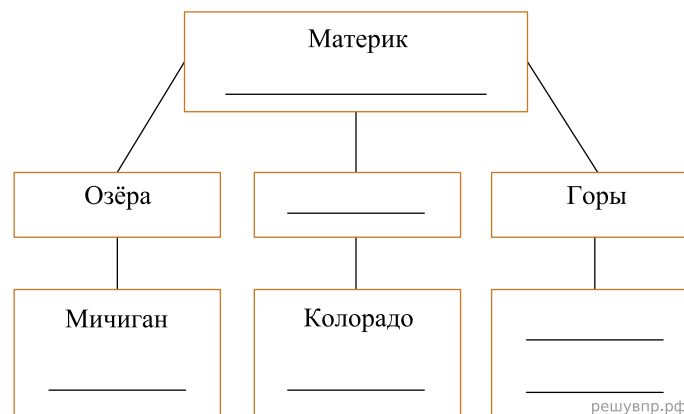 Материк
Озёра
Горы
Мичиган
Колорадо
решувпр.рф